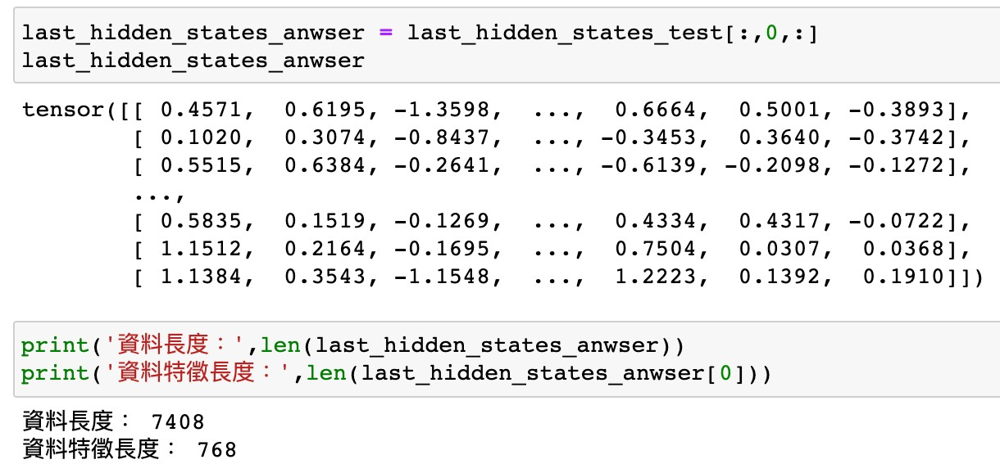 last_hidden_states_anwser = last_hidden_states_test[:,0,:]
last_hidden_states_anwser
tensor([[ 0.4571,  0.6195, -1.3598,  ...,  0.6664,  0.5001, -0.3893],
        [ 0.1020,  0.3074, -0.8437,  ..., -0.3453,  0.3640, -0.3742],
        [ 0.5515,  0.6384, -0.2641,  ..., -0.6139, -0.2098, -0.1272],
        ...,
        [ 0.5835,  0.1519, -0.1269,  ...,  0.4334,  0.4317, -0.0722],
        [ 1.1512,  0.2164, -0.1695,  ...,  0.7504,  0.0307,  0.0368],
        [ 1.1384,  0.3543, -1.1548,  ...,  1.2223,  0.1392,  0.1910]])
print('資料長度：',len(last_hidden_states_anwser))
print('資料特徵長度：',len(last_hidden_states_anwser[0]))
資料長度： 7408
資料特徵長度： 768